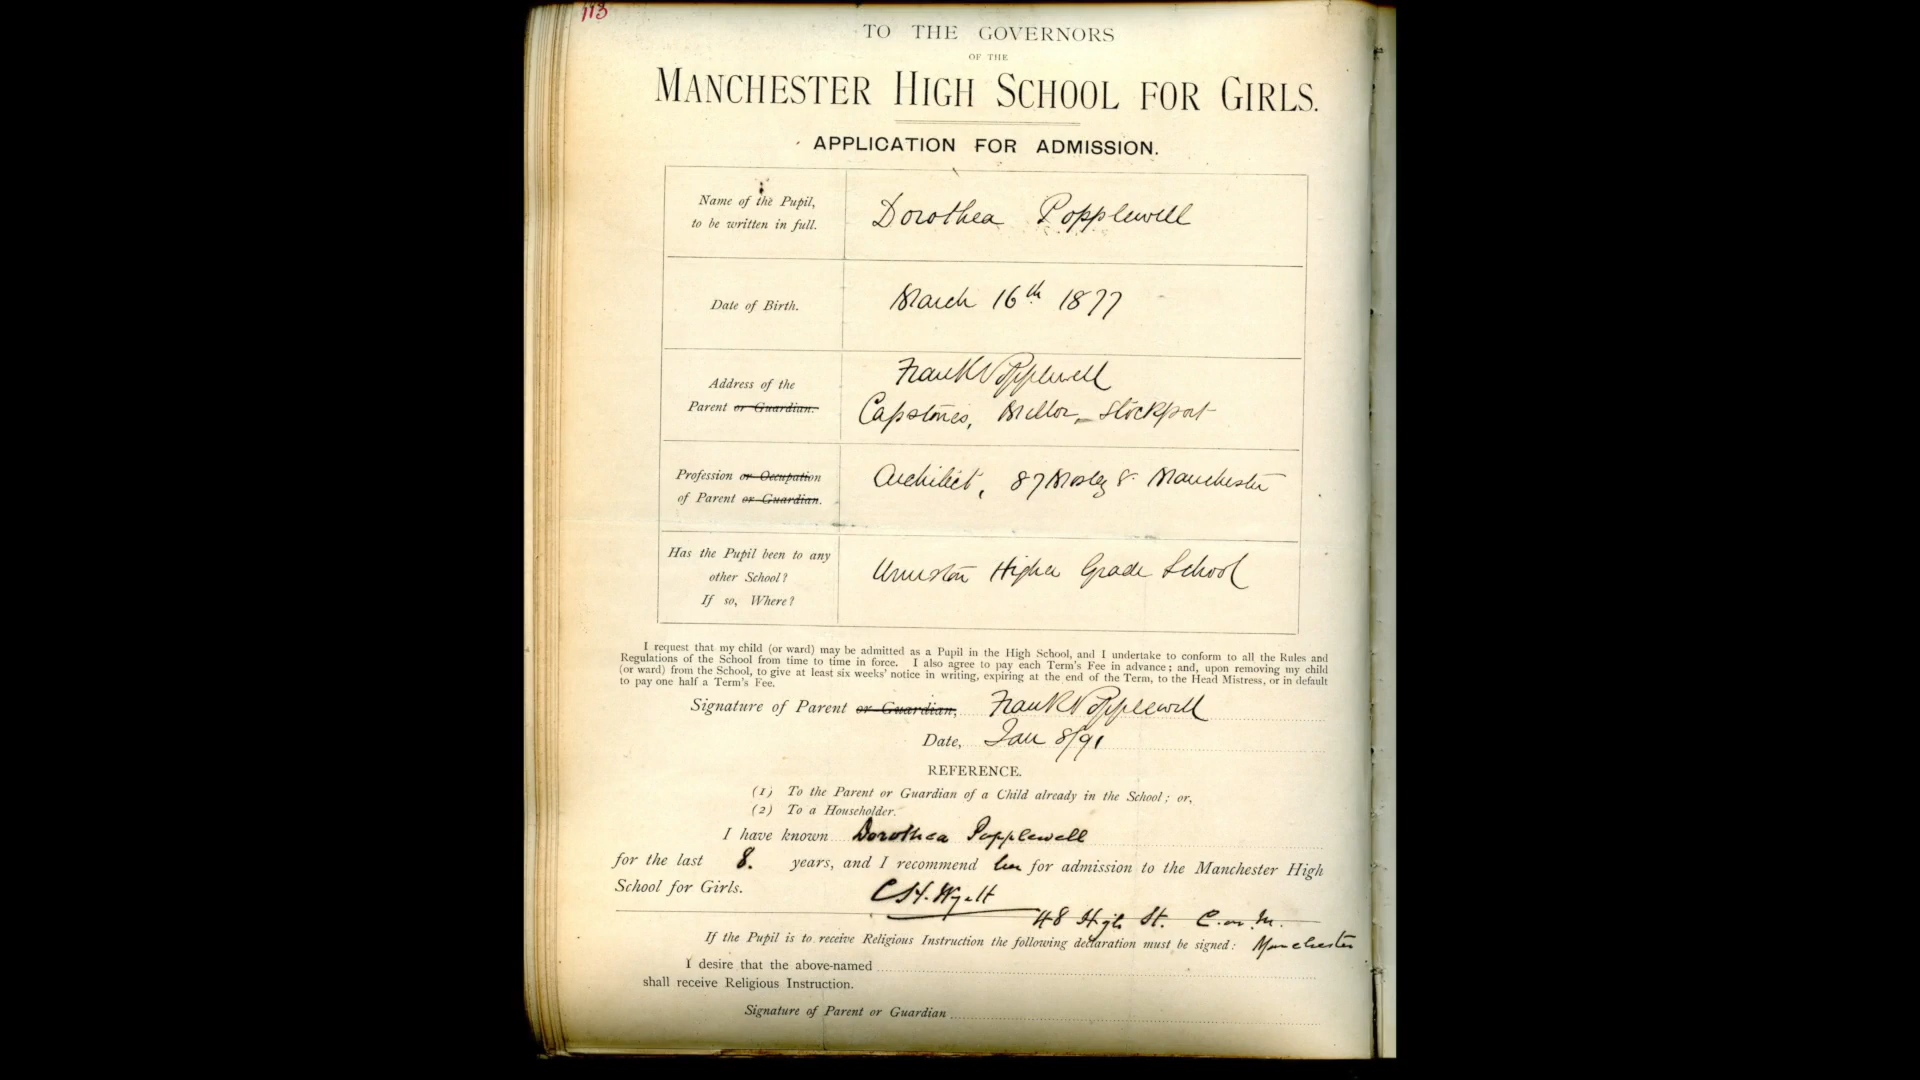 113
TO THE GOVERNORS
OF THE
MANCHESTER HIGH SCHOOL FOR GIRLS.
APPLICATION FOR ADMISSION.
Name of the Pupil,
to be written in full.
Dorothea Popplewell
Date of Birth.
March 16th 1877
Address of the
Parent or Guardian.
Frank Popplewell
Capstones, Mellor, Stockport
Profession or Occupation
of Parent or Guardian.
Architect, 87 Mosley St Manchester
Has the Pupil been to any
other School?
If so, Where?
Urmston Higher Grade School
I request that my child (or ward) may be admitted as a Pupil in the High School, and I undertake to conform to all the Rules and
Regulations of the School from time to time in force. I also agree to pay each Term's Fee in advance; and, upon removing my child
(or ward) from the School, to give at least six weeks' notice in writing, expiring at the end of the Term, to the Head Mistress, or in default
to pay one half a Term's Fee.
Signature of Parent or Guardian, Frank Popplewell
Date, Jan 8/91
REFERENCE.
(1) To the Parent or Guardian of a Child already in the School; or,
(2) To a Householder.
I have known Dorothea Popplewell
for the last 8. years, and I recommend her for admission to the Manchester High
School for Girls.
C H. Wyatt
48 High St. C. on M.
Manchester
If the Pupil is to receive Religious Instruction the following declaration must be signed:
I desire that the above-named
shall receive Religious Instruction.
Signature of Parent or Guardian